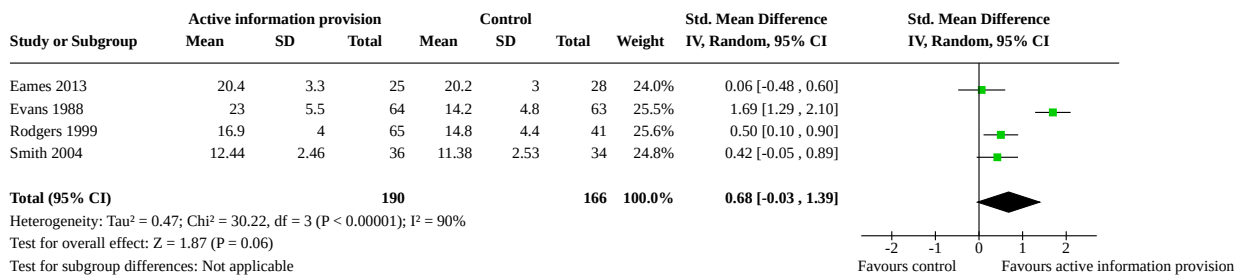 Active information provision Control Std. Mean Difference Std. Mean Difference
Study or Subgroup Mean SD Total Mean SD Total Weight IV, Random, 95% CI IV, Random, 95% CI
Eames 2013 20.4 3.3 25 20.2 3 28 24.0% 0.06 [-0.48 , 0.60]
Evans 1988 23 5.5 64 14.2 4.8 63 25.5% 1.69 [1.29 , 2.10]
Rodgers 1999 16.9 4 65 14.8 4.4 41 25.6% 0.50 [0.10 , 0.90]
Smith 2004 12.44 2.46 36 11.38 2.53 34 24.8% 0.42 [-0.05 , 0.89]
Total (95% CI) 190 166 100.0% 0.68 [-0.03 , 1.39]
Heterogeneity: Tau² = 0.47; Chi² = 30.22, df = 3 (P < 0.00001); I² = 90%
Test for overall effect: Z = 1.87 (P = 0.06)
Test for subgroup differences: Not applicable
-2 -1 0 1 2
Favours control Favours active information provision